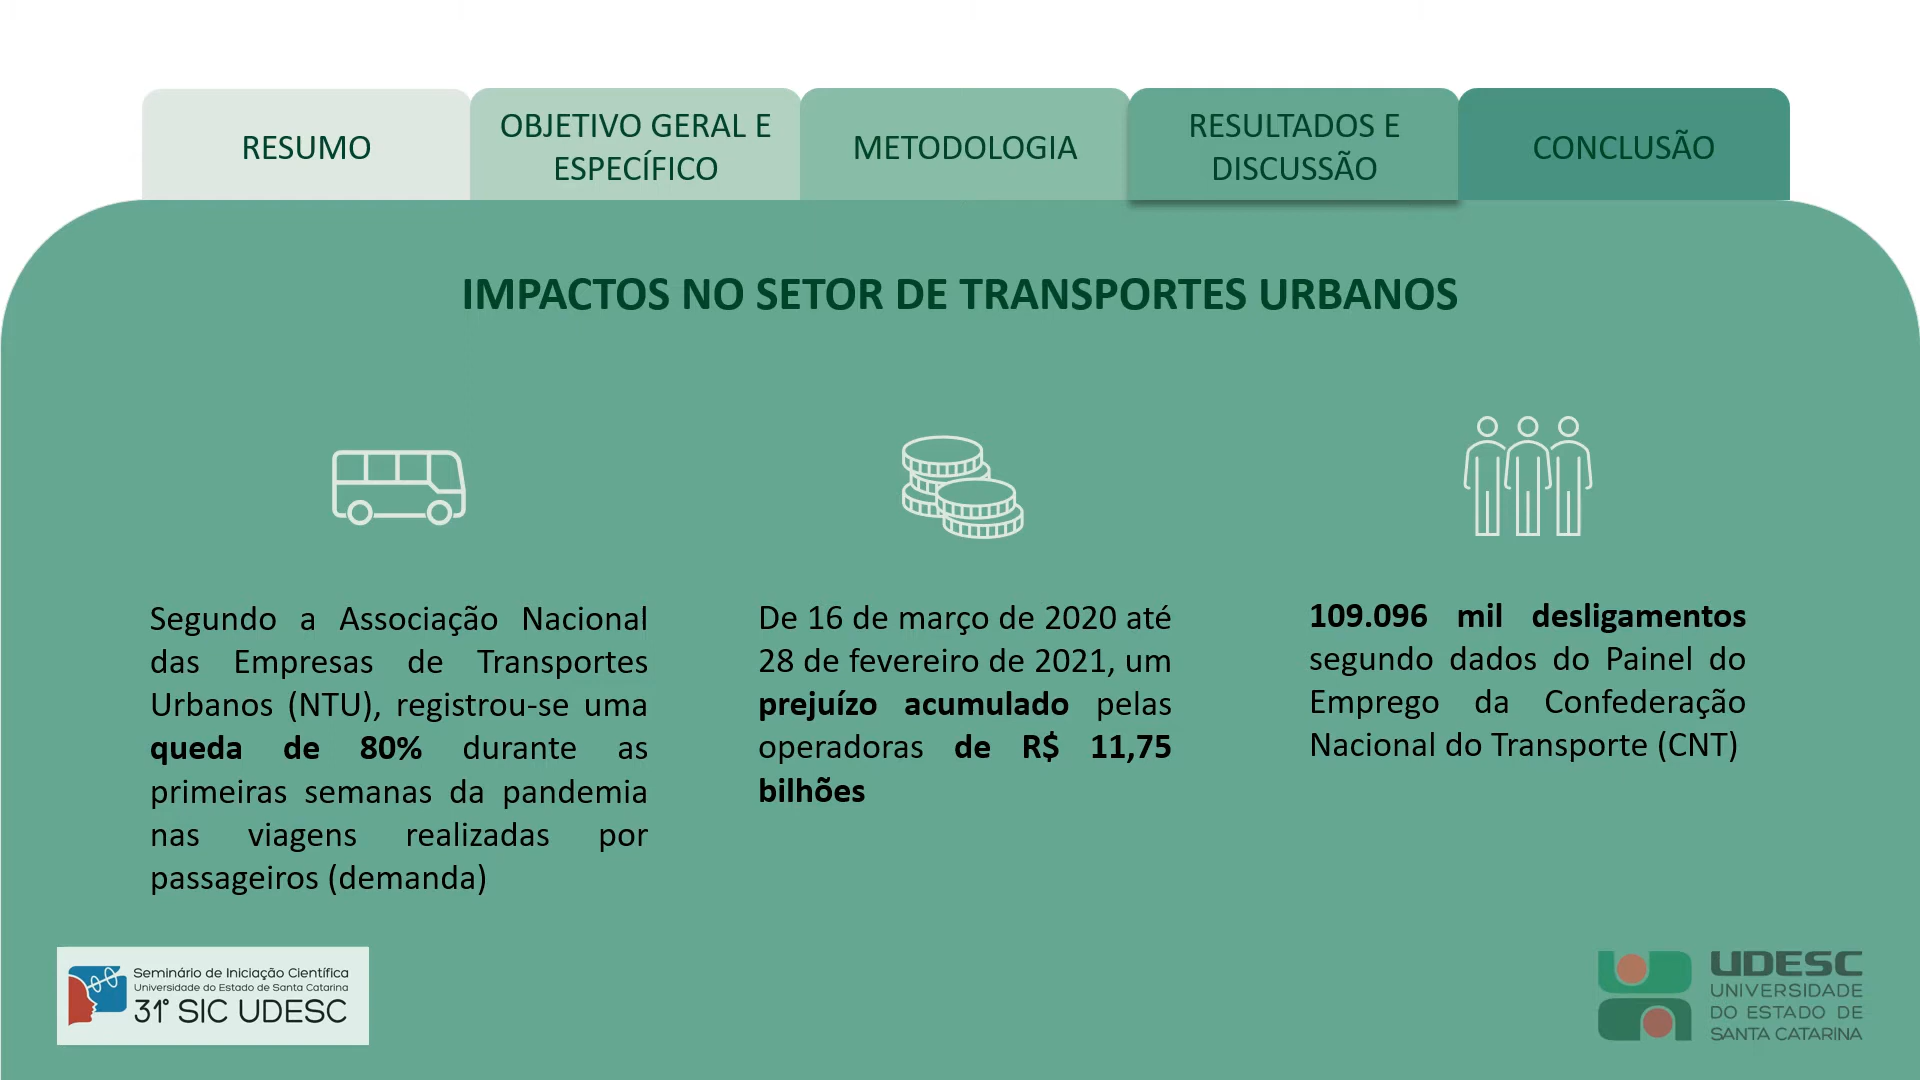 RESUMO
OBJETIVO GERAL E
ESPECÍFICO
METODOLOGIA
RESULTADOS E
DISCUSSÃO
CONCLUSÃO
IMPACTOS NO SETOR DE TRANSPORTES URBANOS
Segundo a Associação Nacional
das Empresas de Transportes
Urbanos (NTU), registrou-se uma
queda de 80% durante as
primeiras semanas da pandemia
nas viagens realizadas por
passageiros (demanda)
De 16 de março de 2020 até
28 de fevereiro de 2021, um
prejuízo acumulado pelas
operadoras de R$ 11,75
bilhões
109.096 mil desligamentos
segundo dados do Painel do
Emprego da Confederação
Nacional do Transporte (CNT)
Seminário de Iniciação Científica
Universidade do Estado de Santa Catarina
31° SIC UDESC
UDESC
UNIVERSIDADE
DO ESTADO DE
SANTA CATARINA